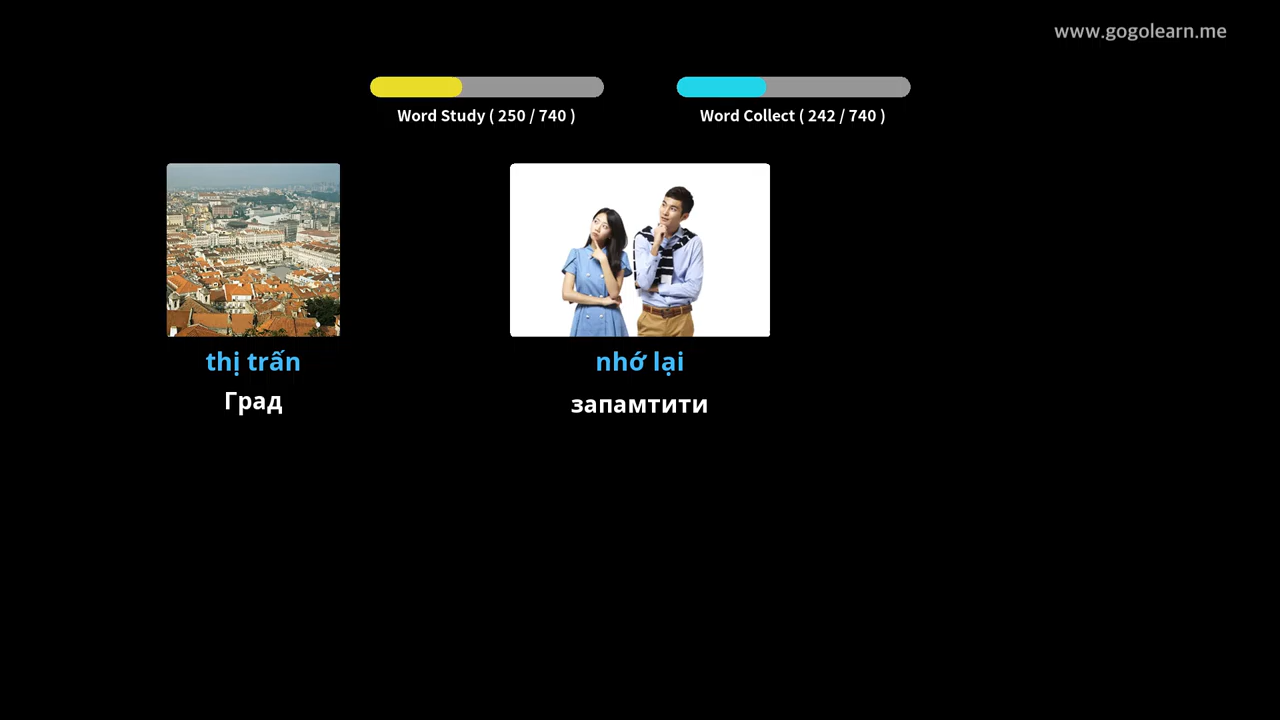 www.gogolearn.me
Word Study ( 250 / 740 )
Word Collect ( 242 / 740 )
thị trấn
Град
nhớ lại
запамтити